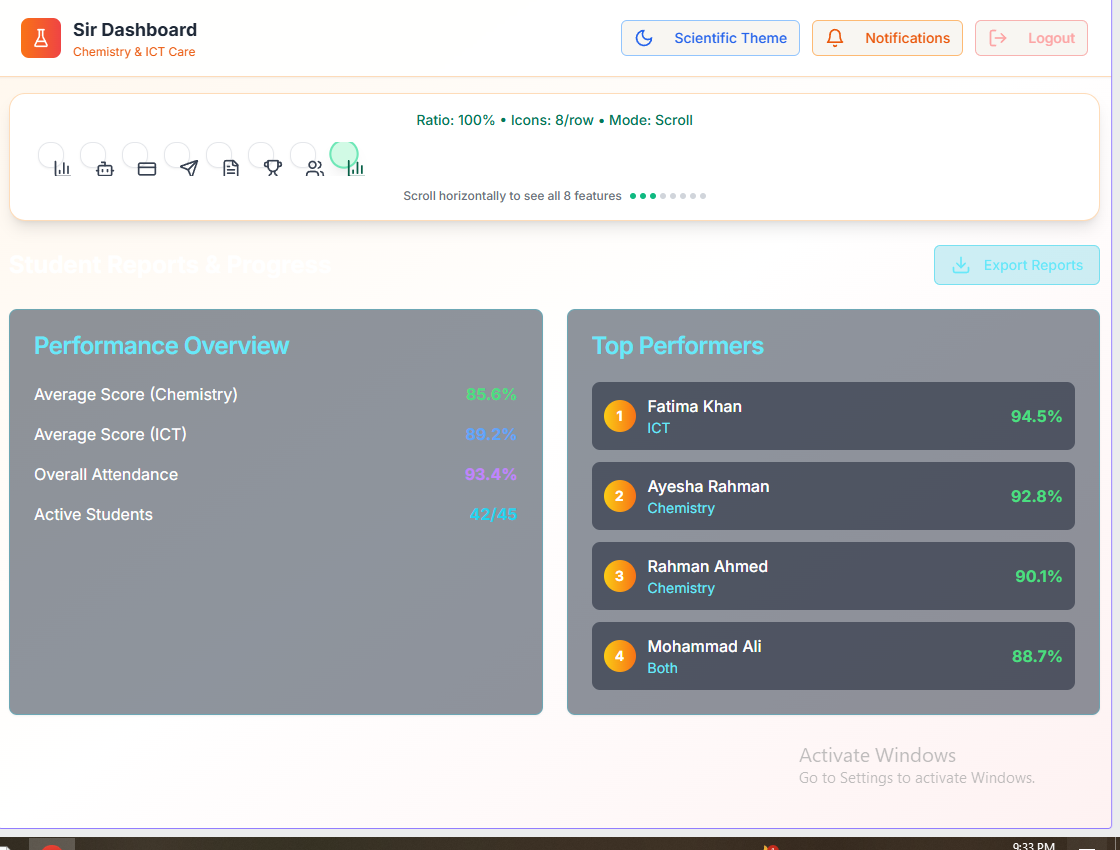 Sir Dashboard
Chemistry & ICT Care
Scientific Theme
Notifications
Logout
Ratio: 100% • Icons: 8/row • Mode: Scroll
Scroll horizontally to see all 8 features
Student Reports & Progress
Export Reports
Performance Overview
Average Score (Chemistry) 85.6%
Average Score (ICT) 89.2%
Overall Attendance 93.4%
Active Students 42/45
Top Performers
1 Fatima Khan 94.5%
ICT
2 Ayesha Rahman 92.8%
Chemistry
3 Rahman Ahmed 90.1%
Chemistry
4 Mohammad Ali 88.7%
Both
Activate Windows
Go to Settings to activate Windows.
9:33 PM